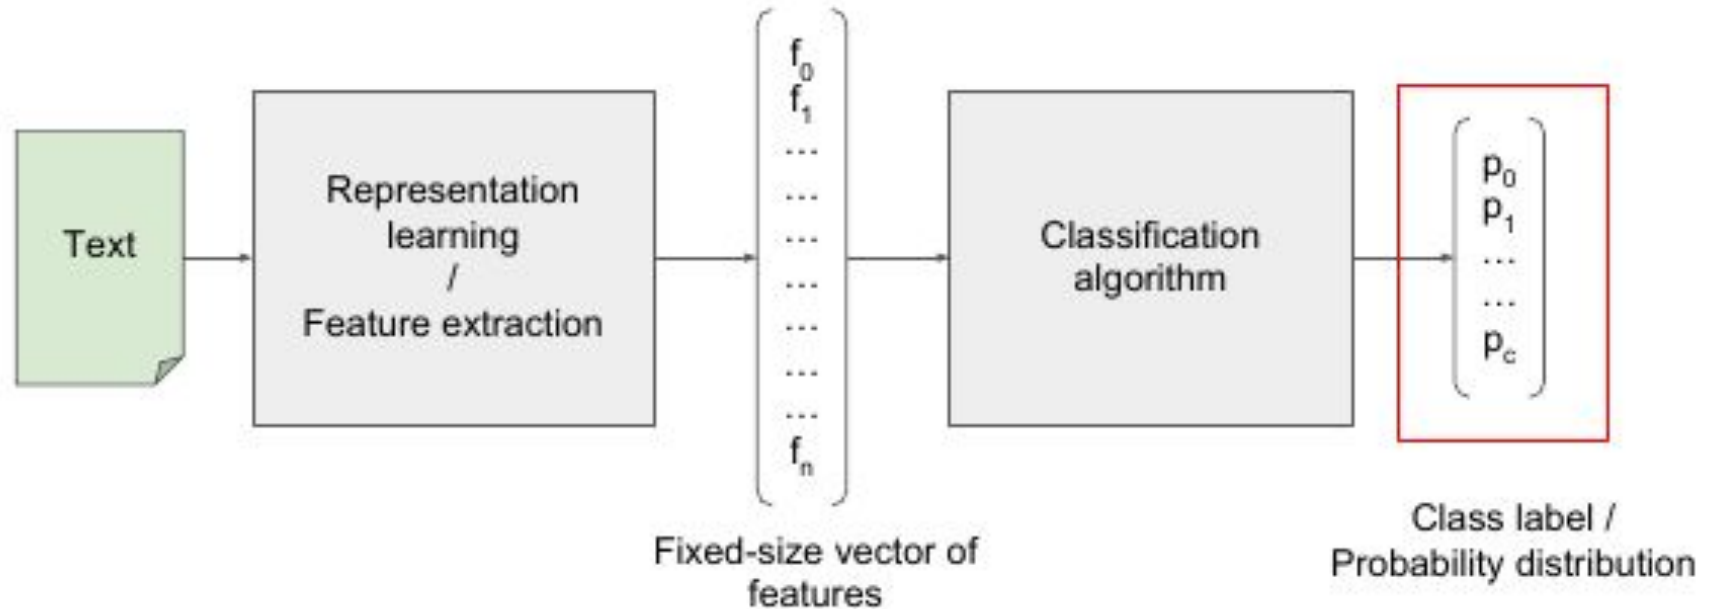 Text
Representation
learning
/
Feature extraction
f0
f1
...
...
...
...
...
...
...
fn
Fixed-size vector of
features
Classification
algorithm
p0
p1
...
...
pc
Class label /
Probability distribution